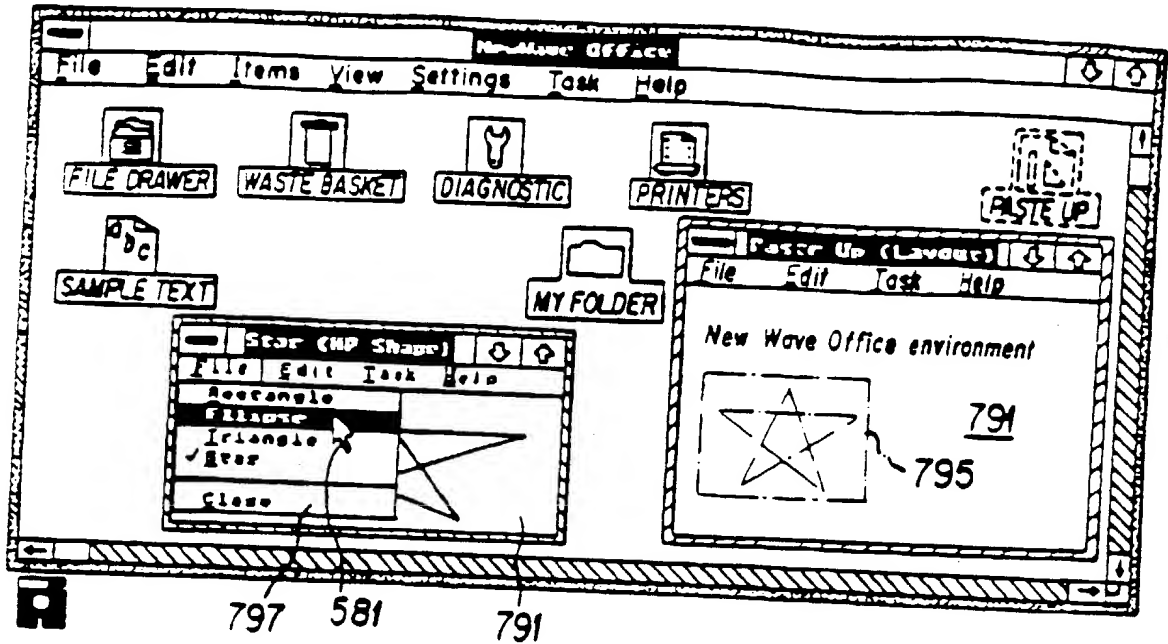 NewWave Office
File Edit Items View Settings Task Help
FILE DRAWER WASTE BASKET DIAGNOSTIC PRINTERS PASTE UP
abc
SAMPLE TEXT MY FOLDER
Paste Up (Layout)
File Edit Task Help
New Wave Office environment
791
795
Star (HP Shape)
File Edit Task Help
Rectangle
Ellipse
Triangle
✓ Star
Close
797 581 791